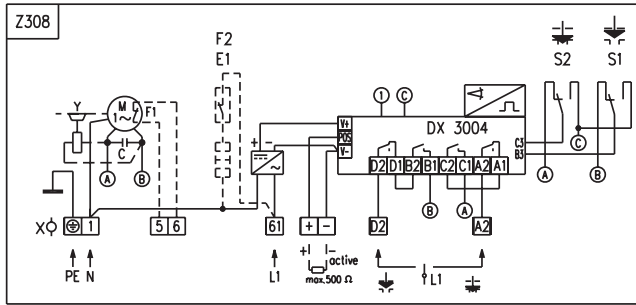 Z308
F2
E1
S2
S1
Y
M
1~
F1
C
A
B
1
C
V+
POS
V-
DX 3004
+ -
C3
B3
D2 D1 B2 B1 C2 C1 A2 A1
C
A
B
B
A
X
1
5 6
61
+ -
D2
A2
PE N
L1
+ -
active
max.500 Ω
L1